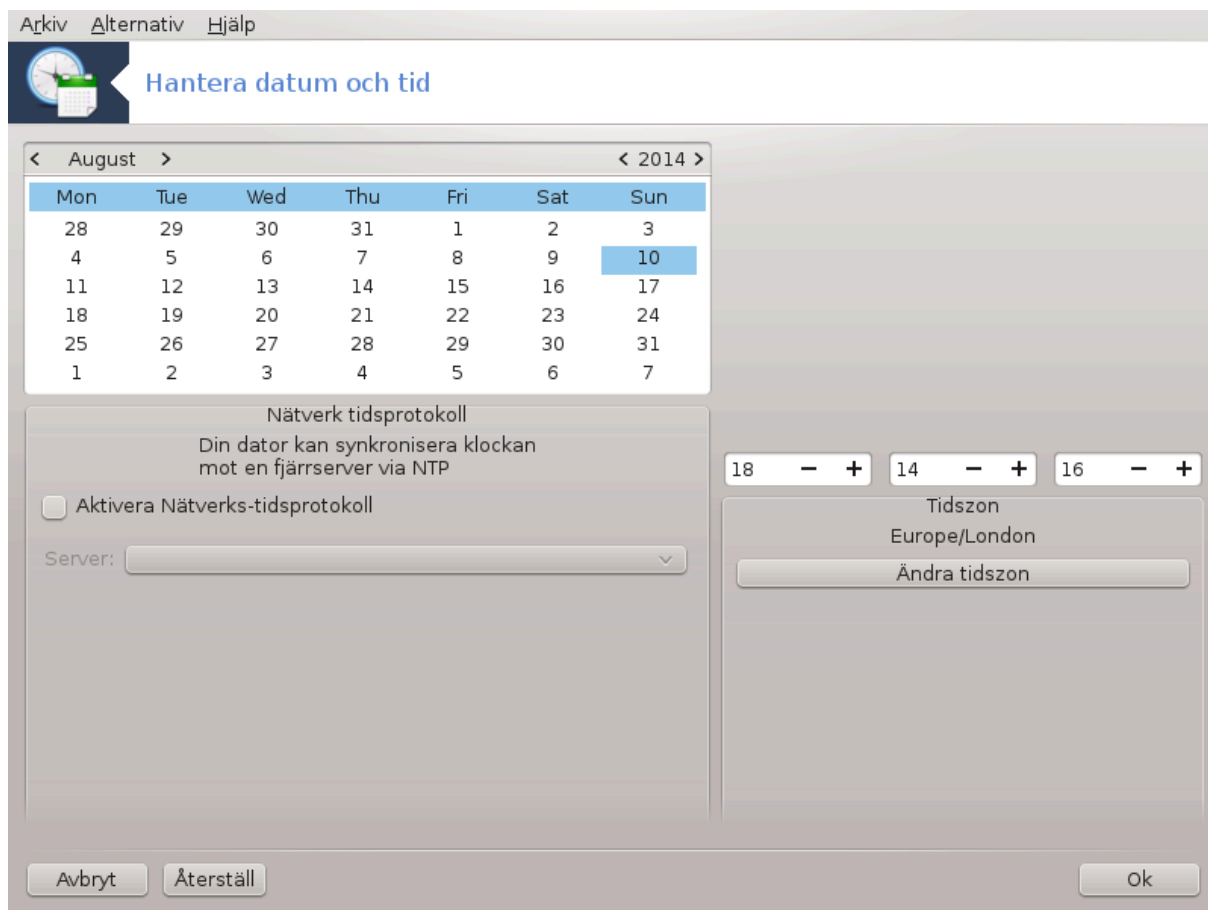 Arkiv Alternativ Hjälp
Hantera datum och tid
< August > < 2014 >
Mon Tue Wed Thu Fri Sat Sun
28 29 30 31 1 2 3
4 5 6 7 8 9 10
11 12 13 14 15 16 17
18 19 20 21 22 23 24
25 26 27 28 29 30 31
1 2 3 4 5 6 7
Nätverk tidsprotokoll
Din dator kan synkronisera klockan
mot en fjärrserver via NTP
Aktivera Nätverks-tidsprotokoll
Server:
18 − + 14 − + 16 − +
Tidszon
Europe/London
Ändra tidszon
Avbryt Återställ Ok